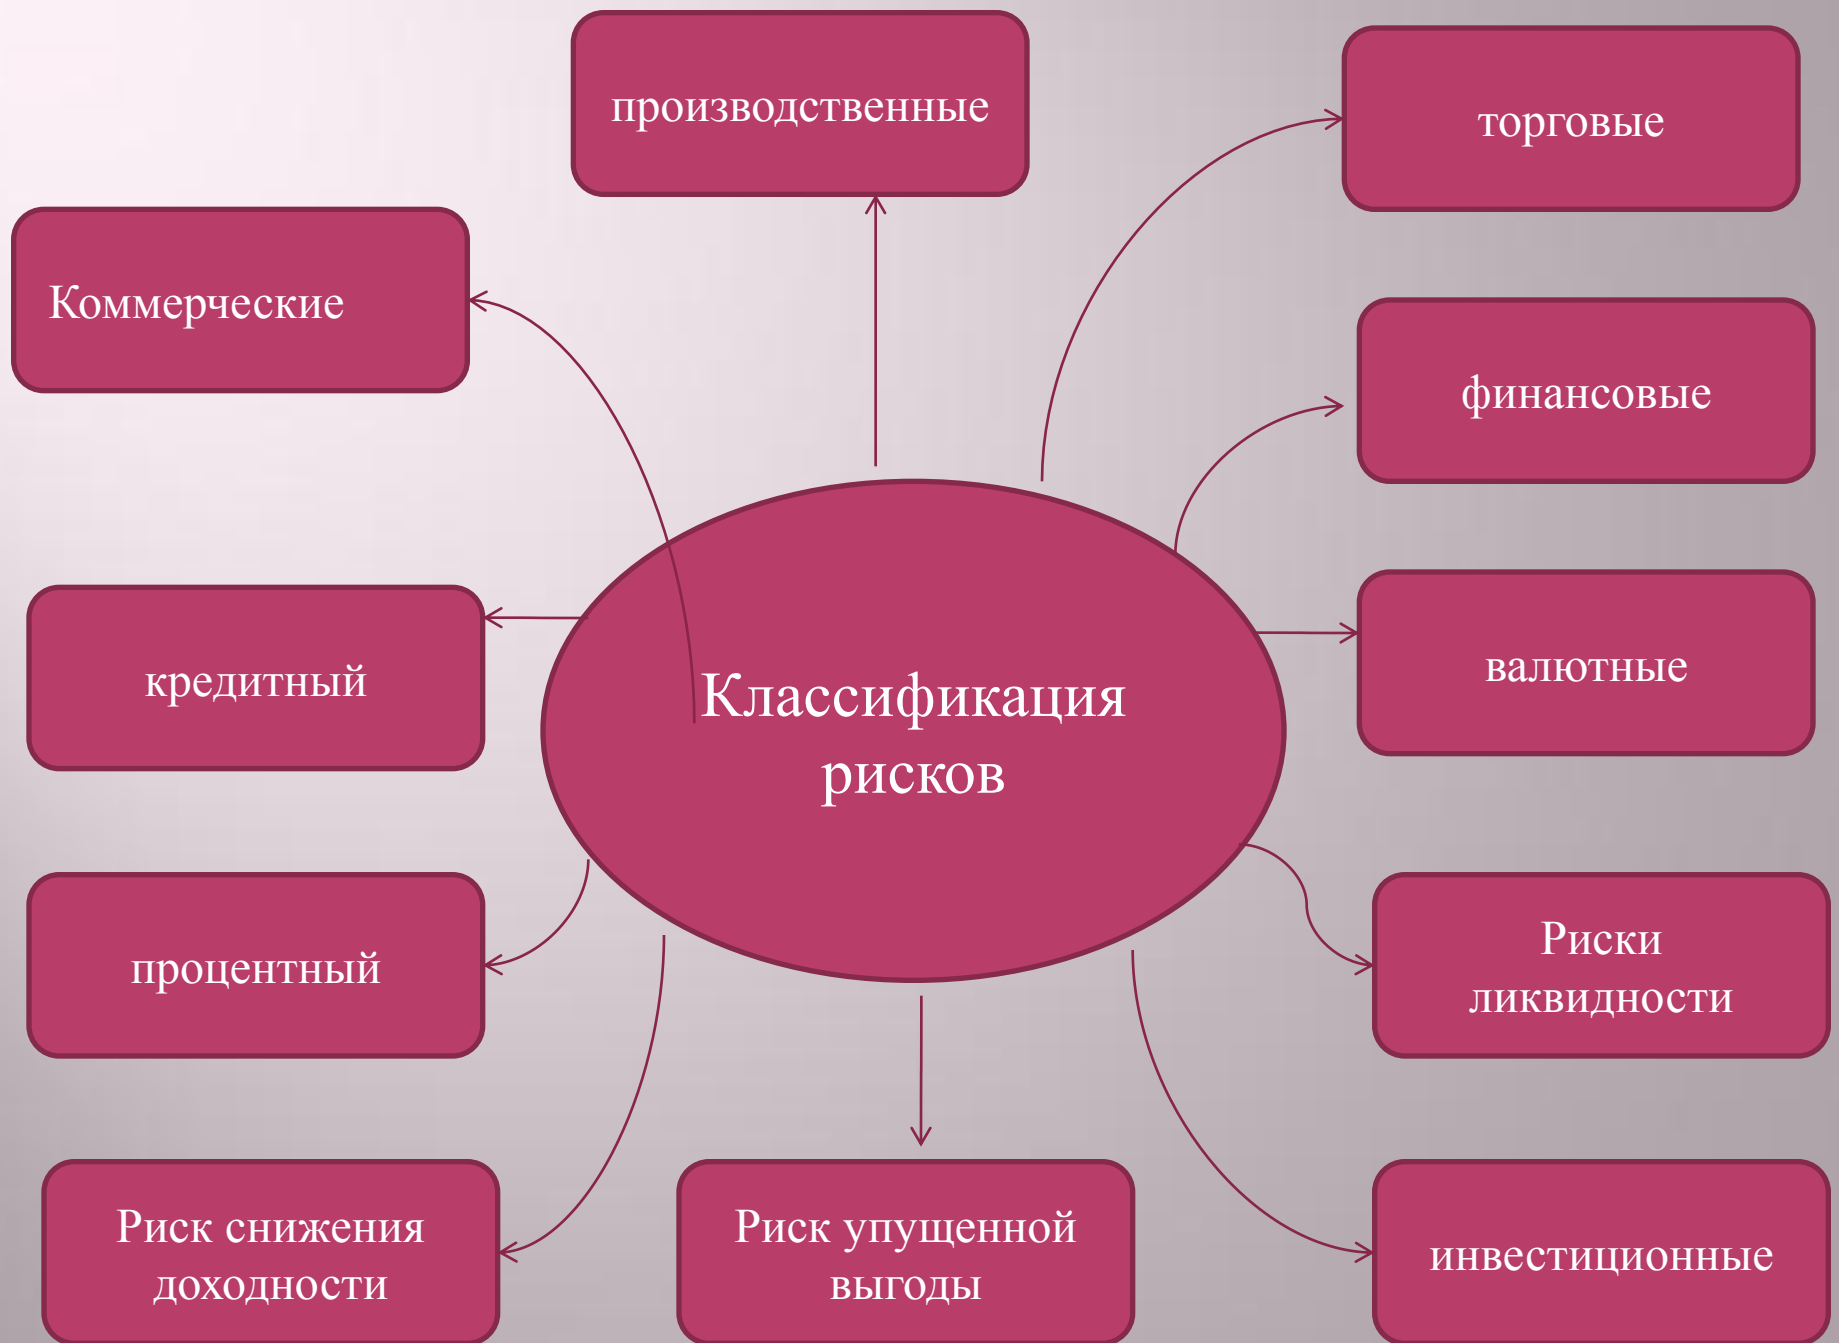 производственные
торговые
Коммерческие
финансовые
кредитный
валютные
Классификация
рисков
процентный
Риски
ликвидности
Риск снижения
доходности
Риск упущенной
выгоды
инвестиционные